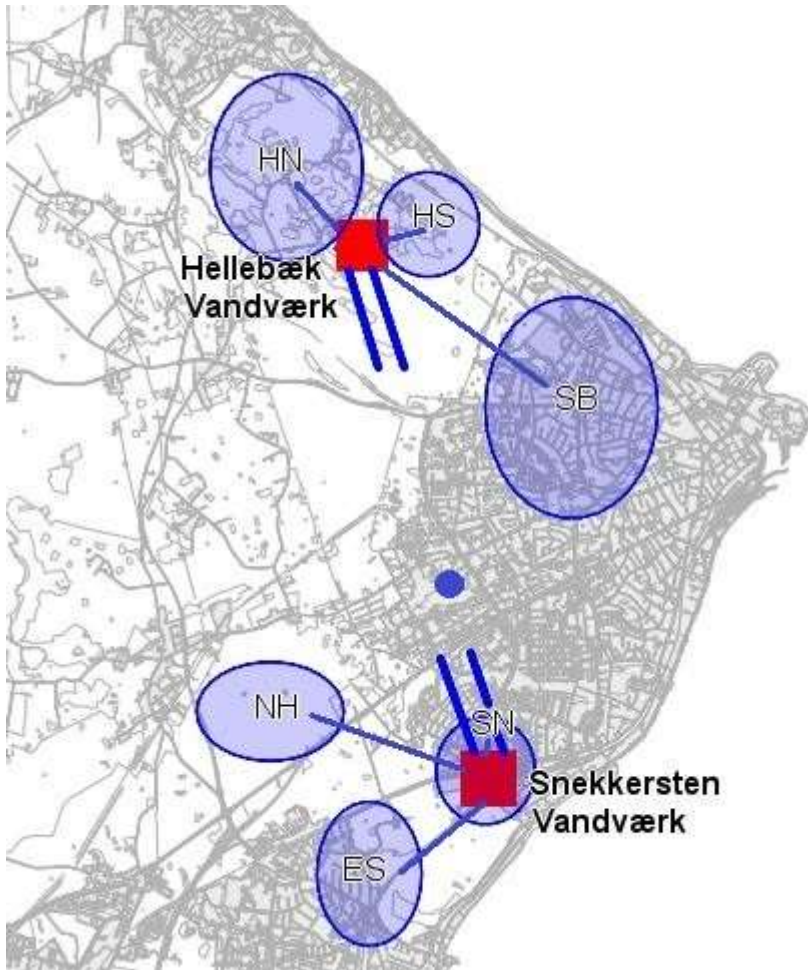 HN
HS
Hellebæk
Vandværk
SB
NH
SN
Snekkersten
Vandværk
ES